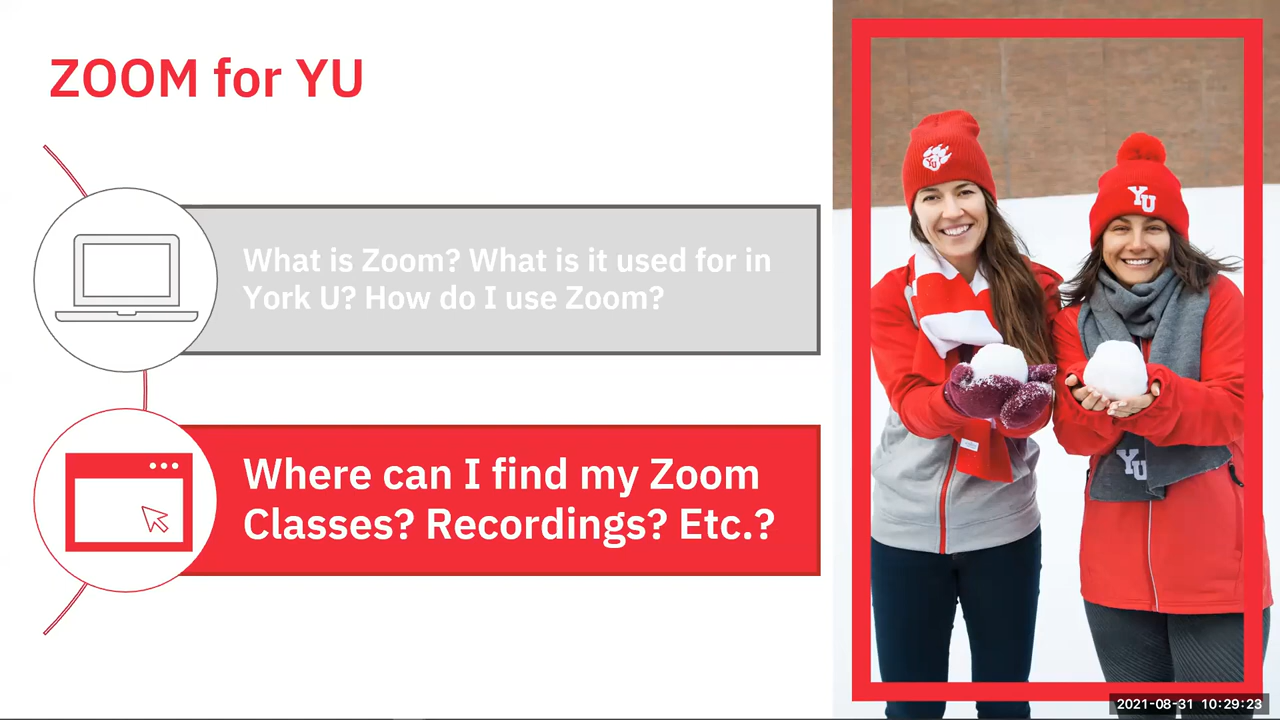 ZOOM for YU
What is Zoom? What is it used for in
York U? How do I use Zoom?
Where can I find my Zoom
Classes? Recordings? Etc.?
YU
YU
YU
2021-08-31 10:29:23